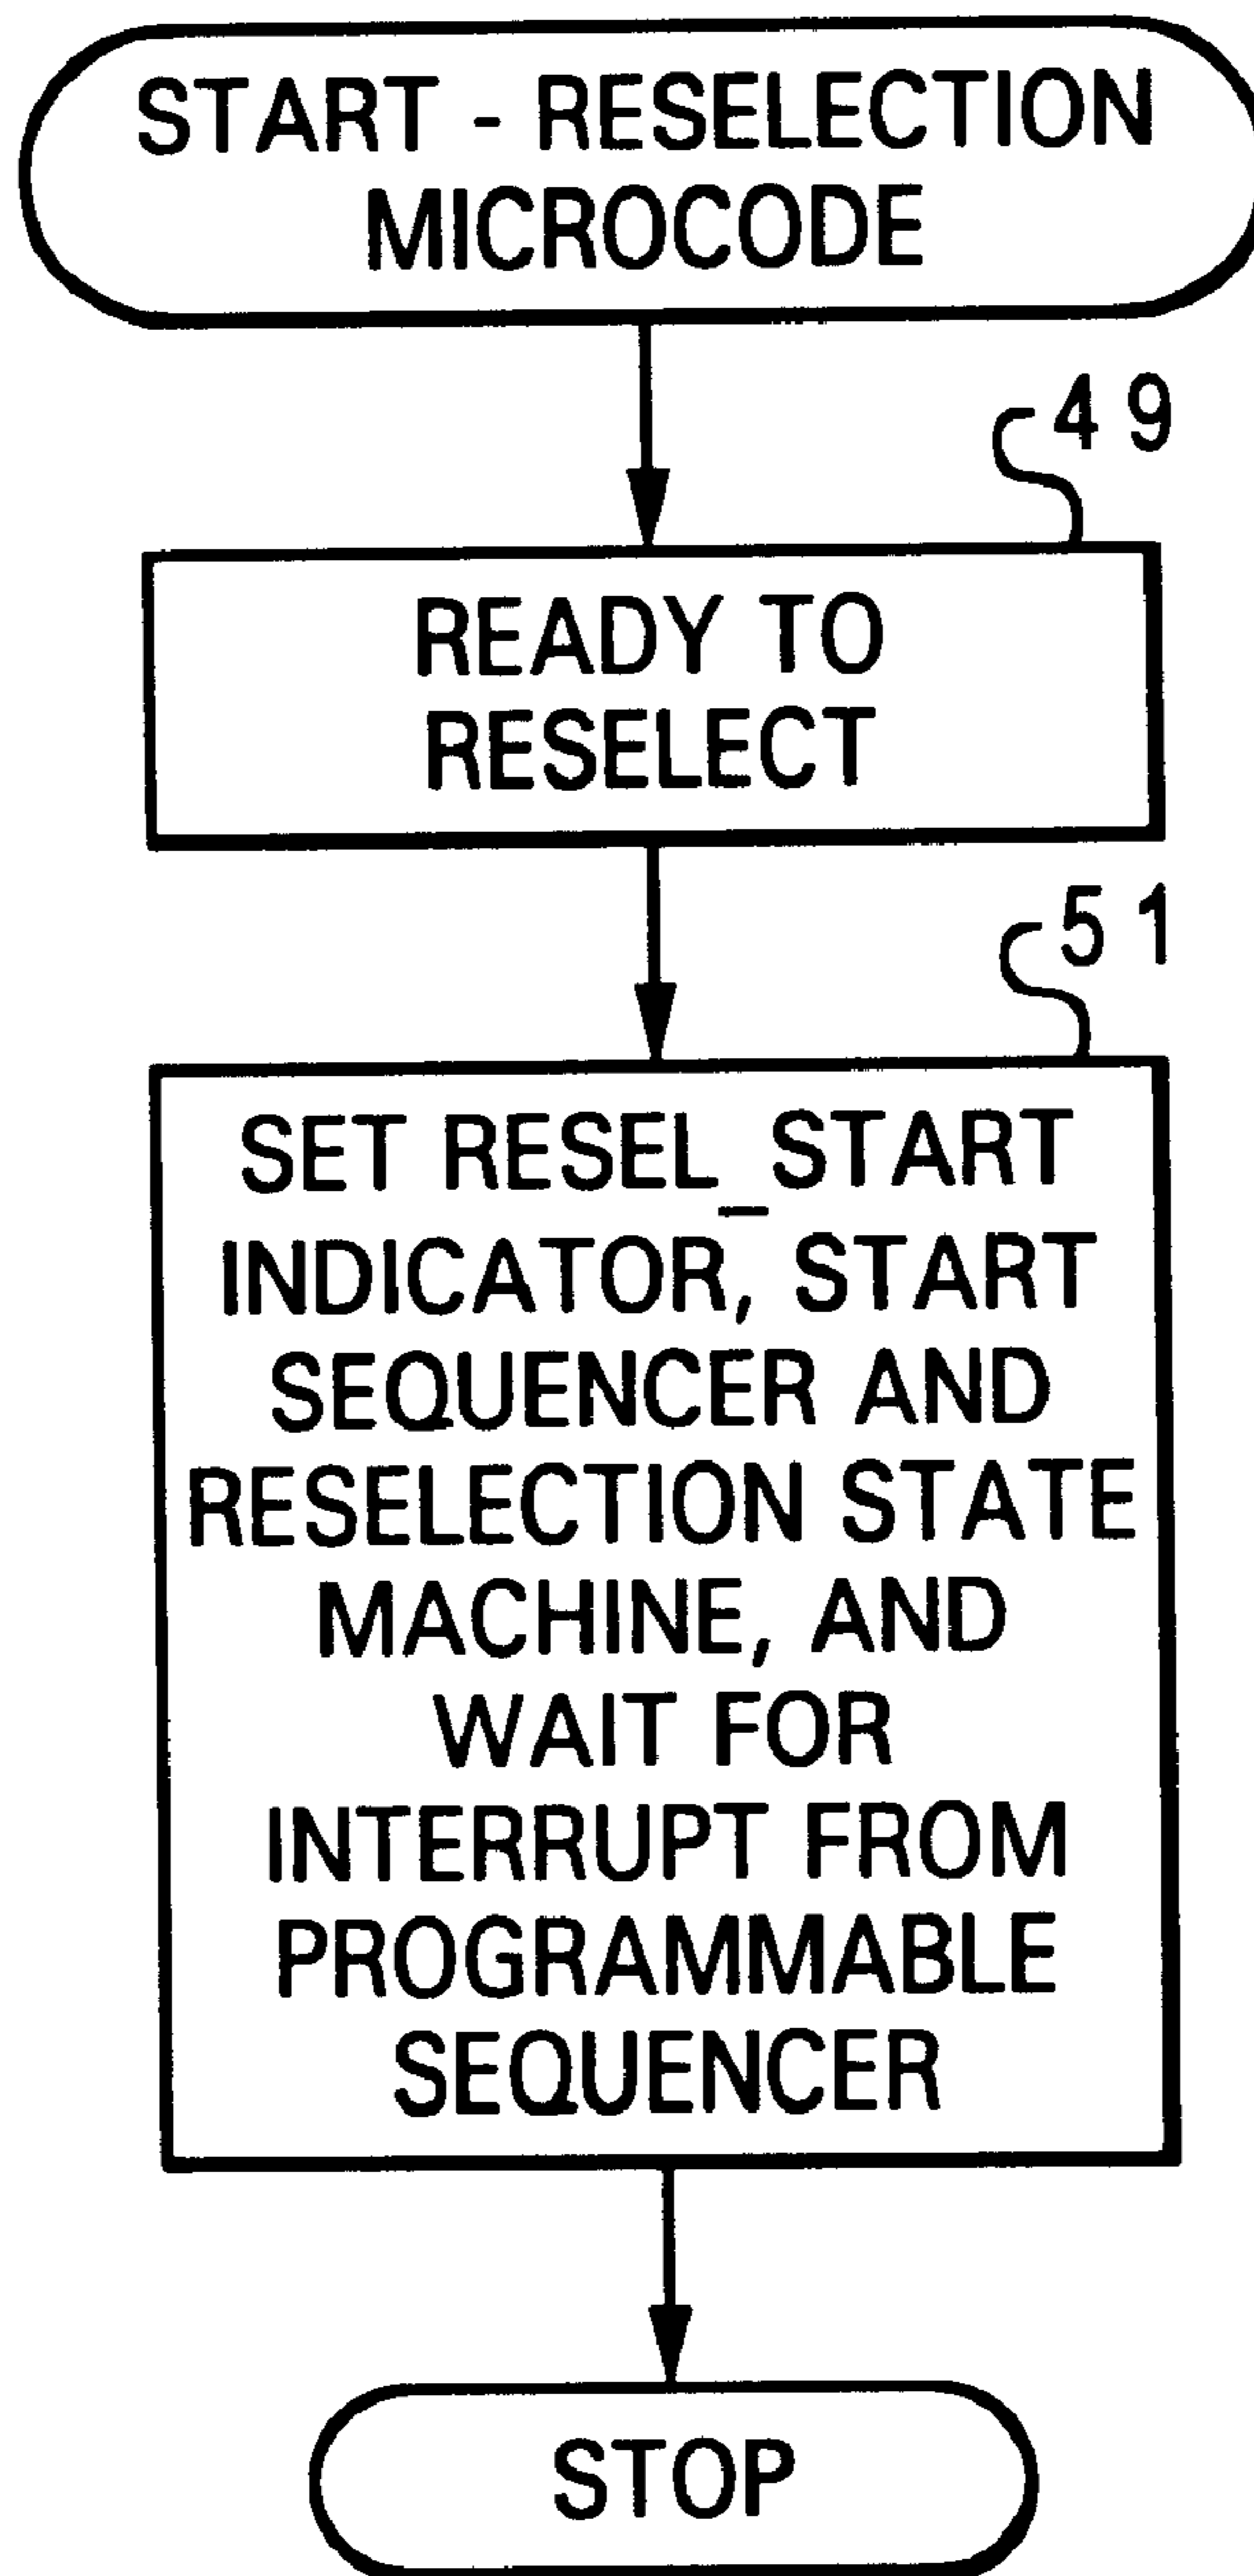 START - RESELECTION
MICROCODE
49
READY TO
RESELECT
51
SET RESEL_START
INDICATOR, START
SEQUENCER AND
RESELECTION STATE
MACHINE, AND
WAIT FOR
INTERRUPT FROM
PROGRAMMABLE
SEQUENCER
STOP